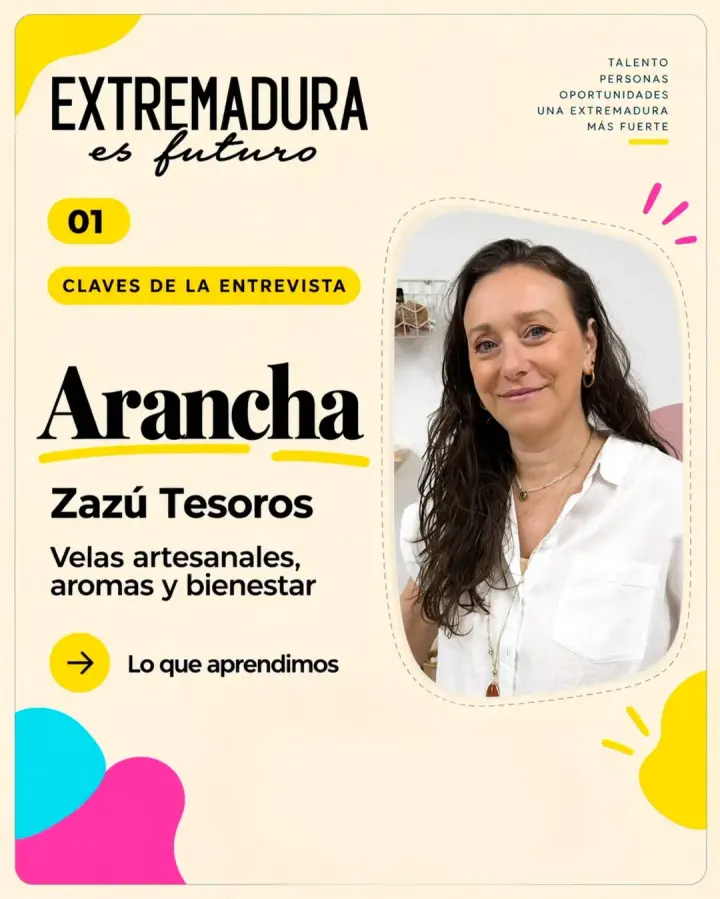 EXTREMADURA
es futuro
TALENTO
PERSONAS
OPORTUNIDADES
UNA EXTREMADURA
MÁS FUERTE
01
CLAVES DE LA ENTREVISTA
Arancha
Zazú Tesoros
Velas artesanales,
aromas y bienestar
Lo que aprendimos